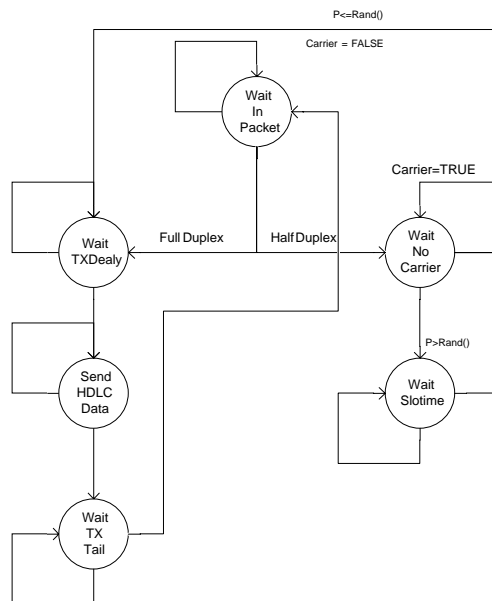 P<=Rand()
Carrier = FALSE
Wait
In
Packet
Carrier=TRUE
Wait
TXDealy
Full Duplex
Half Duplex
Wait
No
Carrier
P>Rand()
Send
HDLC
Data
Wait
Slotime
Wait
TX
Tail